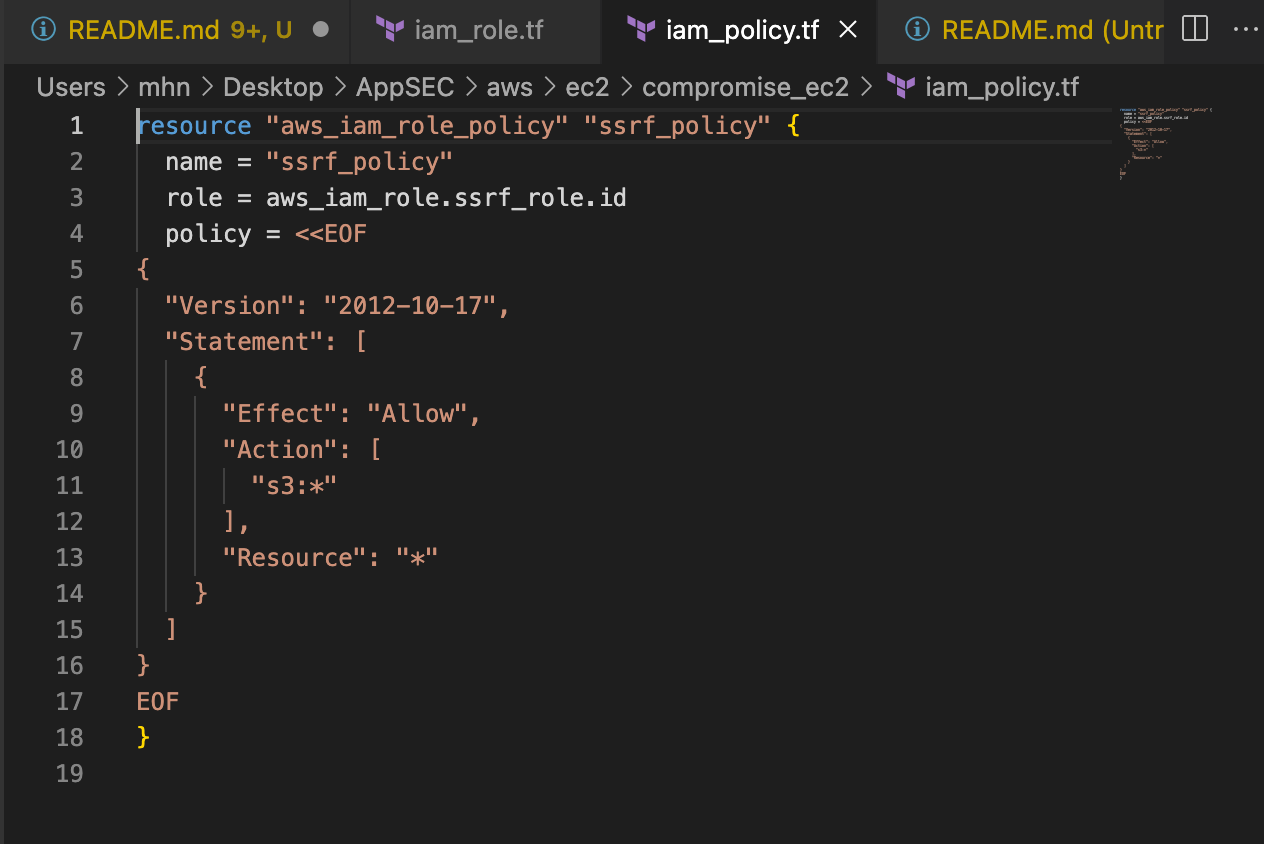 README.md 9+, U iam_role.tf iam_policy.tf README.md (Untr
Users > mhn > Desktop > AppSEC > aws > ec2 > compromise_ec2 > iam_policy.tf
1 resource "aws_iam_role_policy" "ssrf_policy" {
2   name = "ssrf_policy"
3   role = aws_iam_role.ssrf_role.id
4   policy = <<EOF
5 {
6   "Version": "2012-10-17",
7   "Statement": [
8     {
9       "Effect": "Allow",
10       "Action": [
11         "s3:*"
12       ],
13       "Resource": "*"
14     }
15   ]
16 }
17 EOF
18 }
19